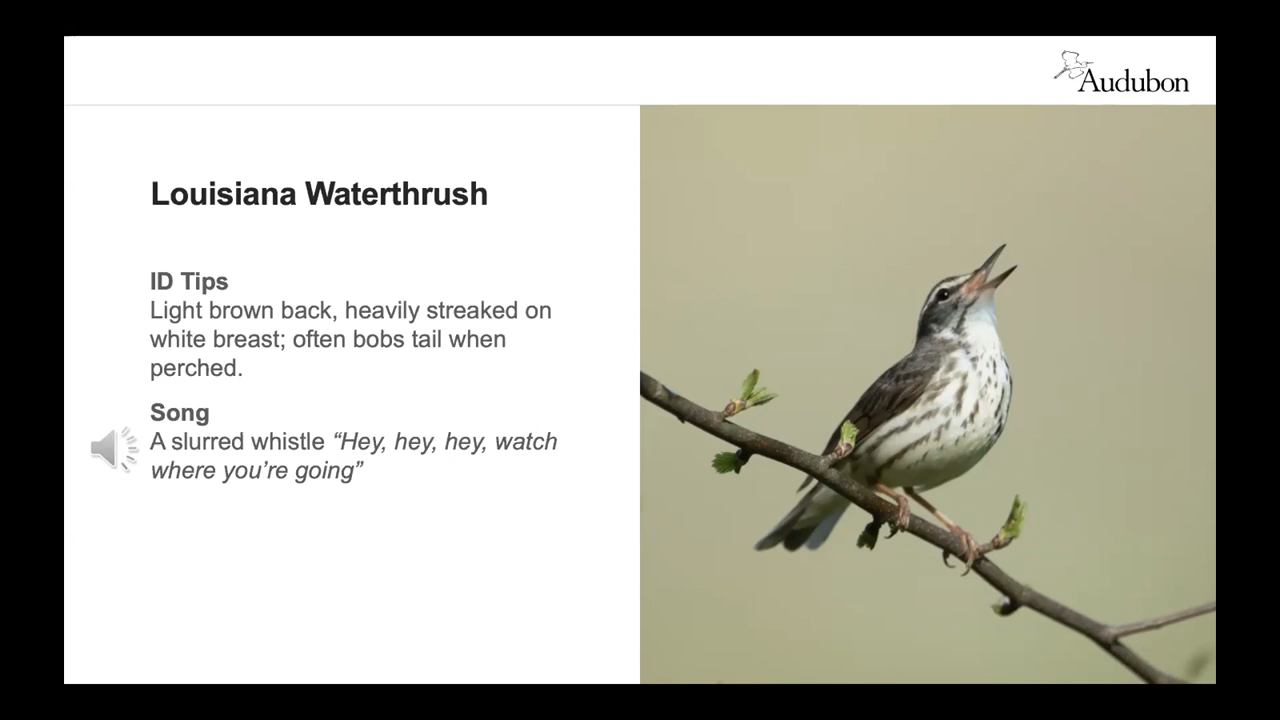 Audubon
Louisiana Waterthrush
ID Tips
Light brown back, heavily streaked on
white breast; often bobs tail when
perched.
Song
A slurred whistle “Hey, hey, hey, watch
where you’re going”